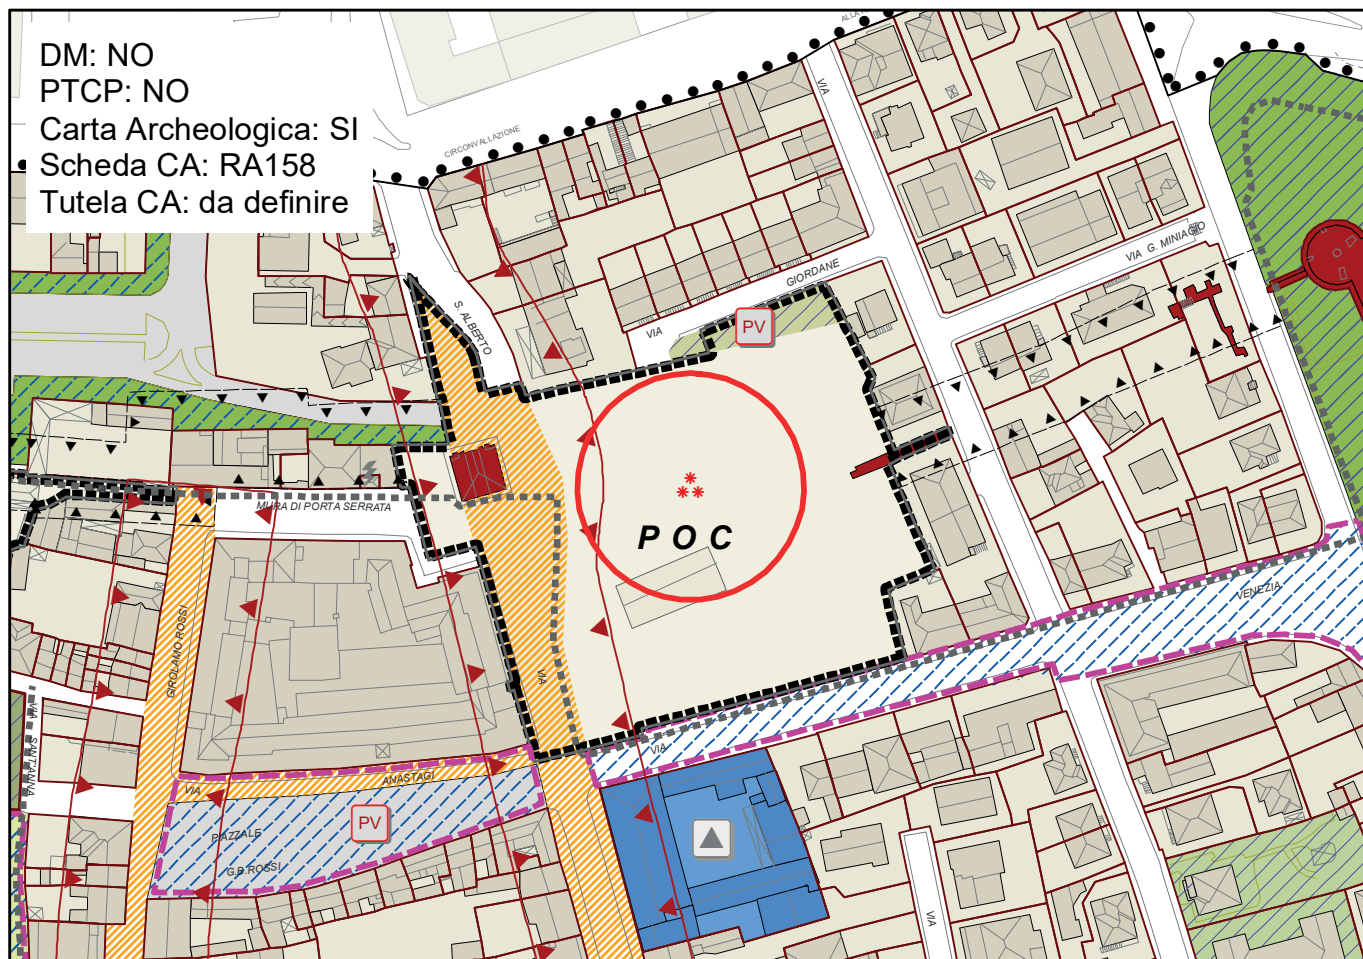 DM: NO
PTCP: NO
Carta Archeologica: SI
Scheda CA: RA158
Tutela CA: da definire
CIRCONVALLAZIONE
VIA
VIA G. MINIAGIO
GIORDANE
VIA
S. ALBERTO
PV
MURA DI PORTA SERRATA
P O C
VENEZIA
GIROLAMO ROSSI
VIA
VIA
SANT'ANNA
VIA
VIA
ANASTAGI
PV
PIAZZALE
G.B.ROSSI
VIA